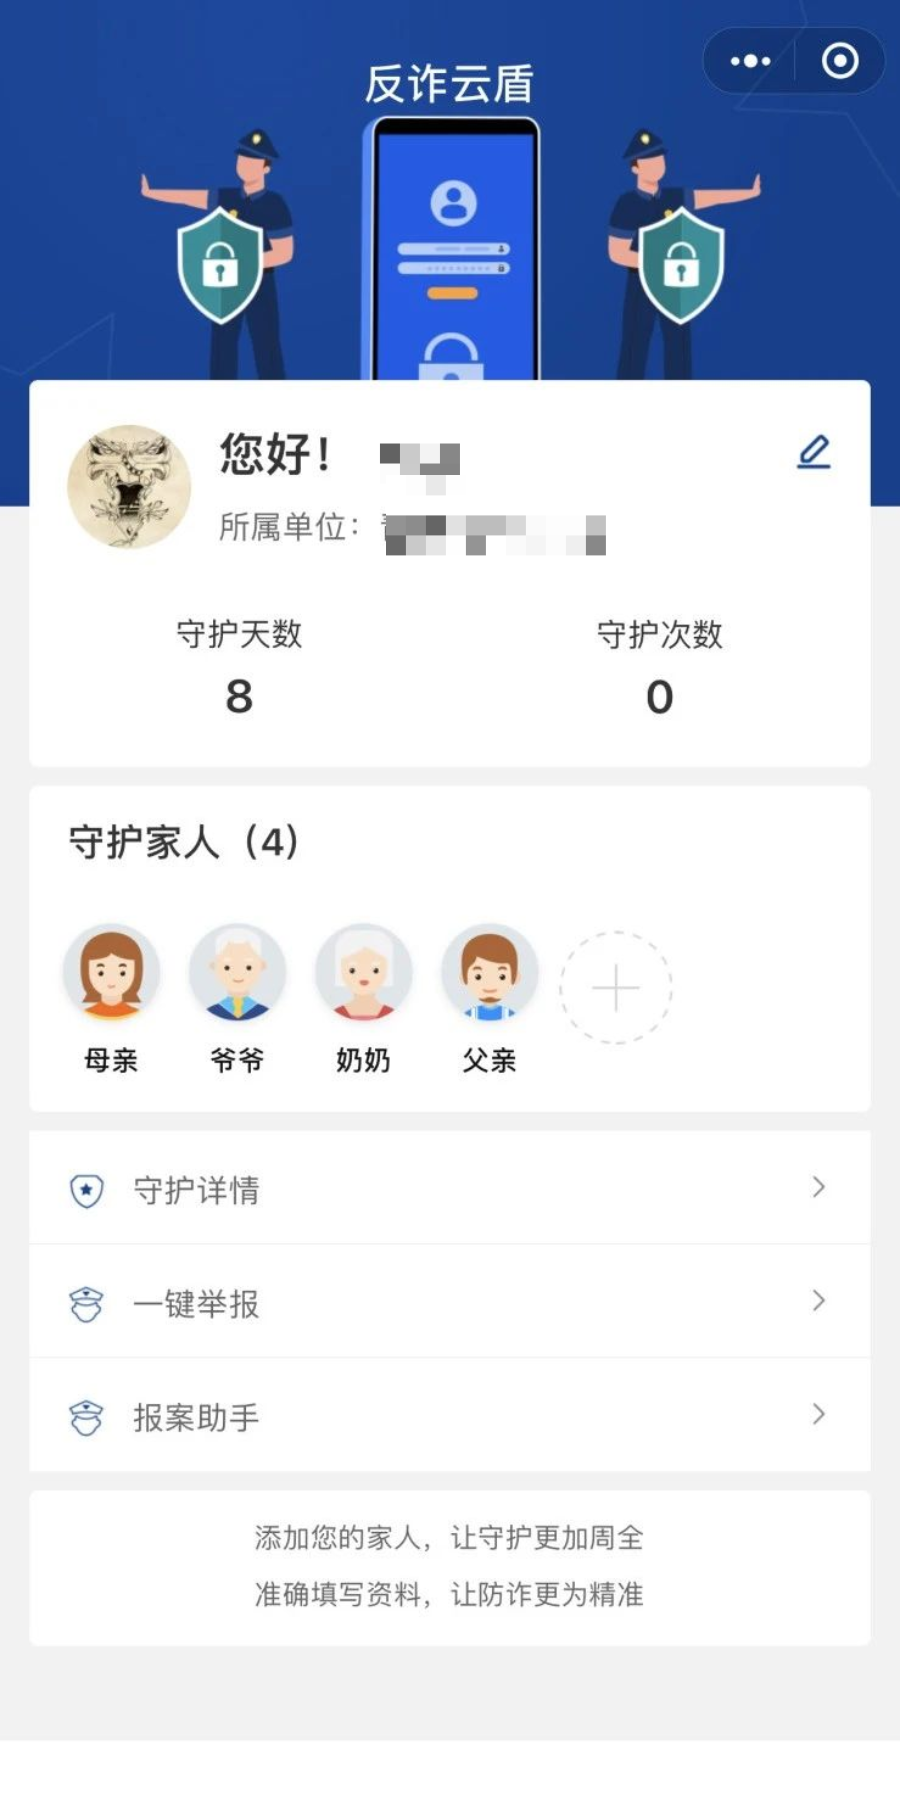 反诈云盾
您好！
所属单位：
守护天数
守护次数
8
0
守护家人（4）
母亲
爷爷
奶奶
父亲
守护详情
一键举报
报案助手
添加您的家人，让守护更加周全
准确填写资料，让防诈更为精准